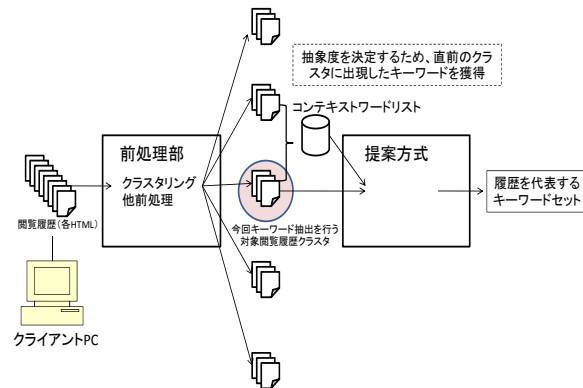 抽象度を決定するため、直前のクラ
スタに出現したキーワードを獲得
コンテキストワードリスト
前処理部
クラスタリング
他前処理
提案方式
履歴を代表する
キーワードセット
閲覧履歴（各HTML）
今回キーワード抽出を行う
対象閲覧履歴クラスタ
クライアントPC